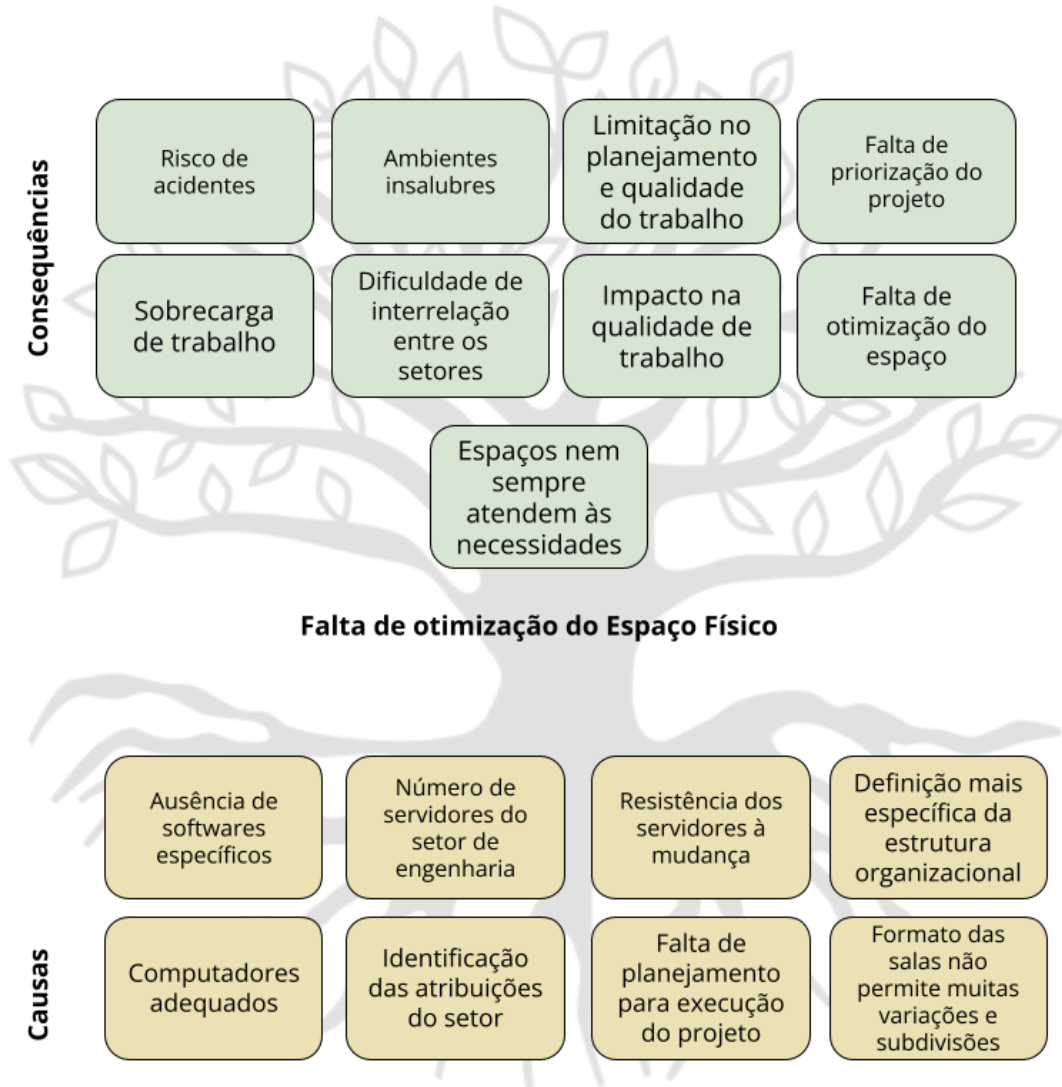 Consequências
Risco de
acidentes
Ambientes
insalubres
Limitação no
planejamento
e qualidade
do trabalho
Falta de
priorização do
projeto
Sobrecarga
de trabalho
Dificuldade de
interrelação
entre os
setores
Impacto na
qualidade de
trabalho
Falta de
otimização do
espaço
Espaços nem
sempre
atendem às
necessidades
Falta de otimização do Espaço Físico
Causas
Ausência de
softwares
específicos
Número de
servidores do
setor de
engenharia
Resistência dos
servidores à
mudança
Definição mais
específica da
estrutura
organizacional
Computadores
adequados
Identificação
das atribuições
do setor
Falta de
planejamento
para execução
do projeto
Formato das
salas não
permite muitas
variações e
subdivisões